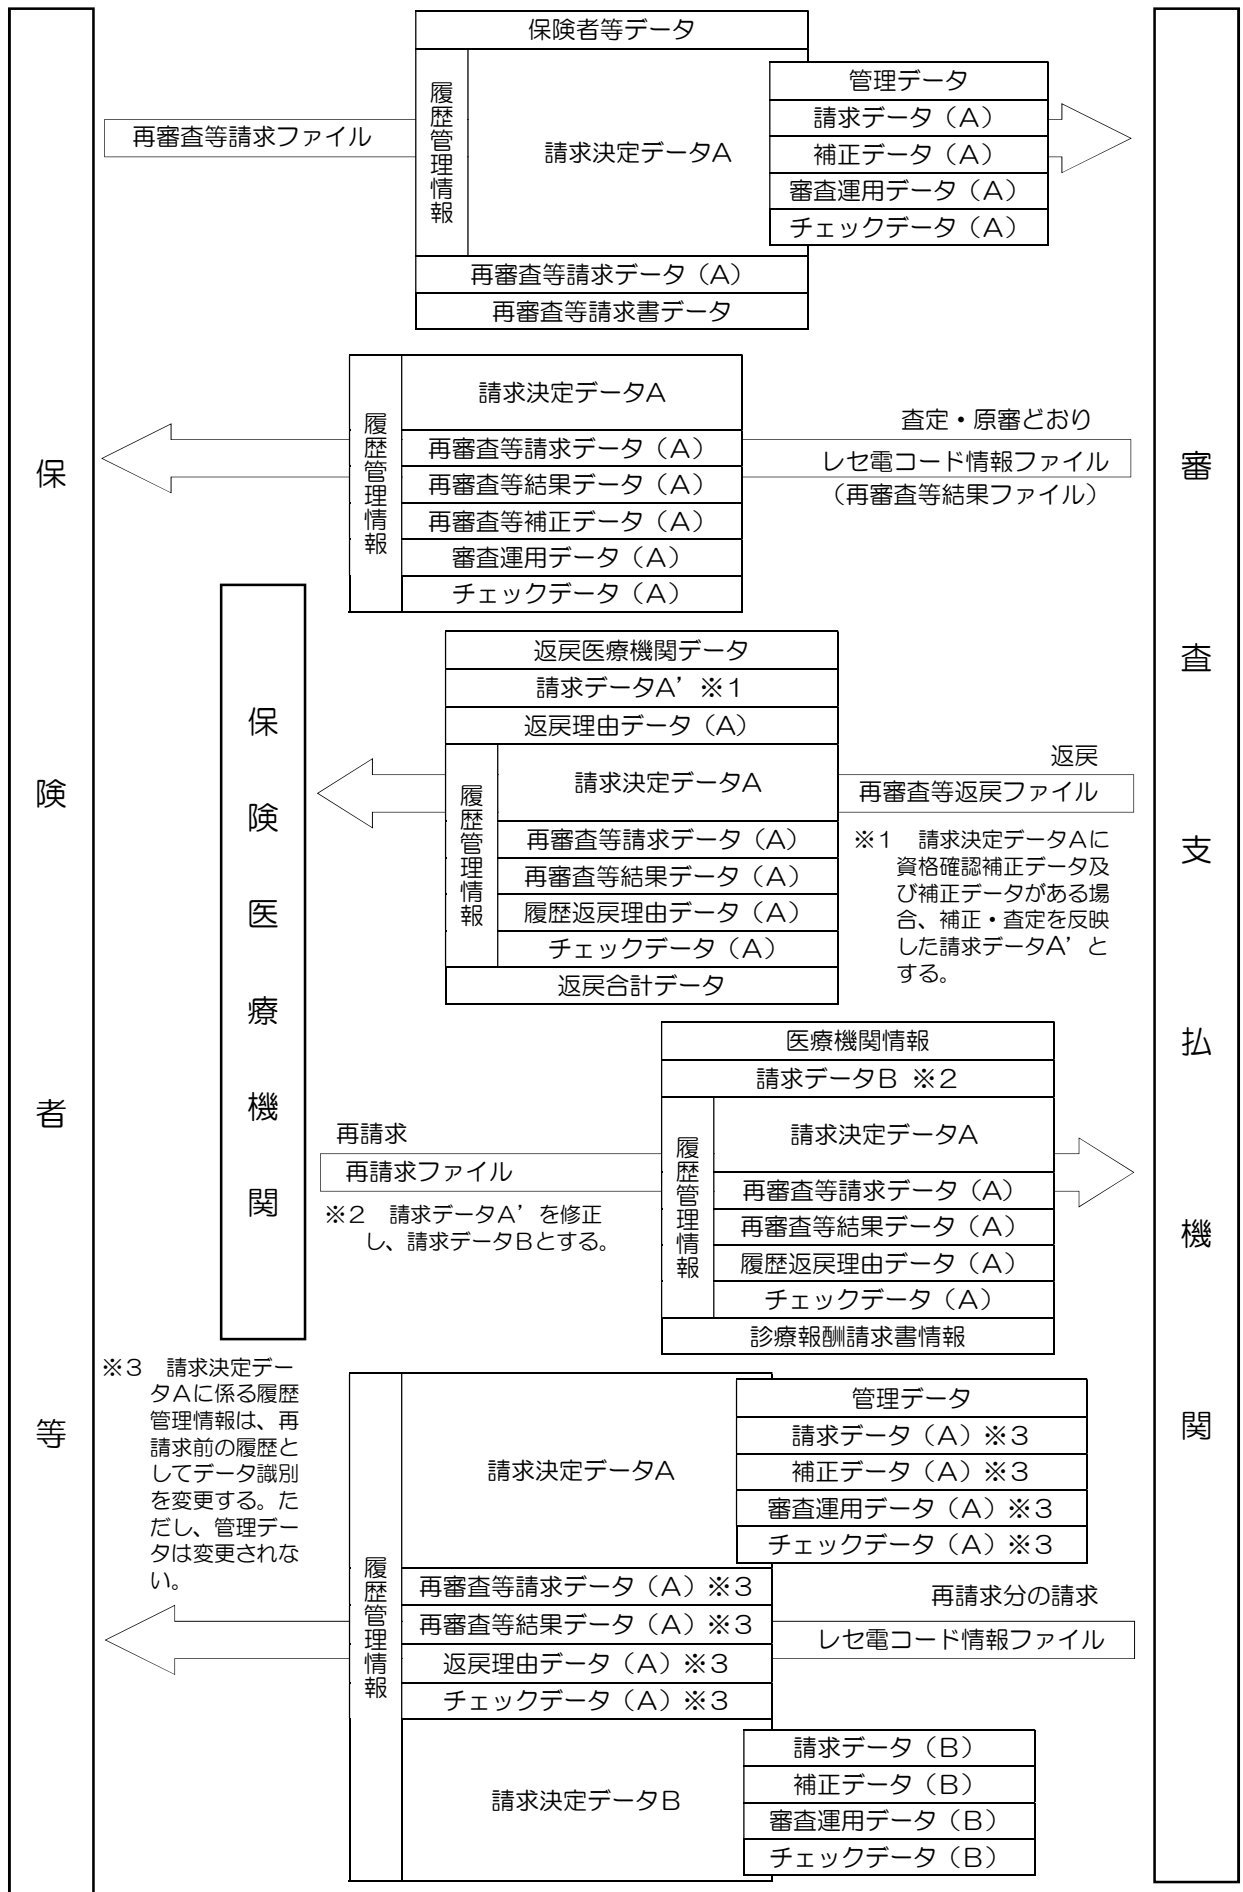 保険者等
審査支払機関
保険医療機関
保険者等データ
履歴管理情報
請求決定データA
管理データ
請求データ（A）
補正データ（A）
審査運用データ（A）
チェックデータ（A）
再審査等請求ファイル
再審査等請求データ（A）
再審査等請求書データ
履歴管理情報
請求決定データA
再審査等請求データ（A）
再審査等結果データ（A）
再審査等補正データ（A）
審査運用データ（A）
チェックデータ（A）
査定・原審どおり
レセ電コード情報ファイル
（再審査等結果ファイル）
返戻医療機関データ
請求データA’ ※1
返戻理由データ（A）
履歴管理情報
請求決定データA
再審査等請求データ（A）
再審査等結果データ（A）
履歴返戻理由データ（A）
チェックデータ（A）
返戻合計データ
返戻
再審査等返戻ファイル
※1　請求決定データAに
資格確認補正データ及
び補正データがある場
合、補正・査定を反映
した請求データA’と
する。
医療機関情報
請求データB ※2
履歴管理情報
請求決定データA
再審査等請求データ（A）
再審査等結果データ（A）
履歴返戻理由データ（A）
チェックデータ（A）
診療報酬請求書情報
再請求
再請求ファイル
※2　請求データA’を修正
し、請求データBとする。
※3　請求決定デー
タAに係る履歴
管理情報は、再
請求前の履歴と
してデータ識別
を変更する。た
だし、管理デー
タは変更されな
い。
履歴管理情報
請求決定データA
管理データ
請求データ（A）※3
補正データ（A）※3
審査運用データ（A）※3
チェックデータ（A）※3
再審査等請求データ（A）※3
再審査等結果データ（A）※3
返戻理由データ（A）※3
チェックデータ（A）※3
再請求分の請求
レセ電コード情報ファイル
請求決定データB
請求データ（B）
補正データ（B）
審査運用データ（B）
チェックデータ（B）